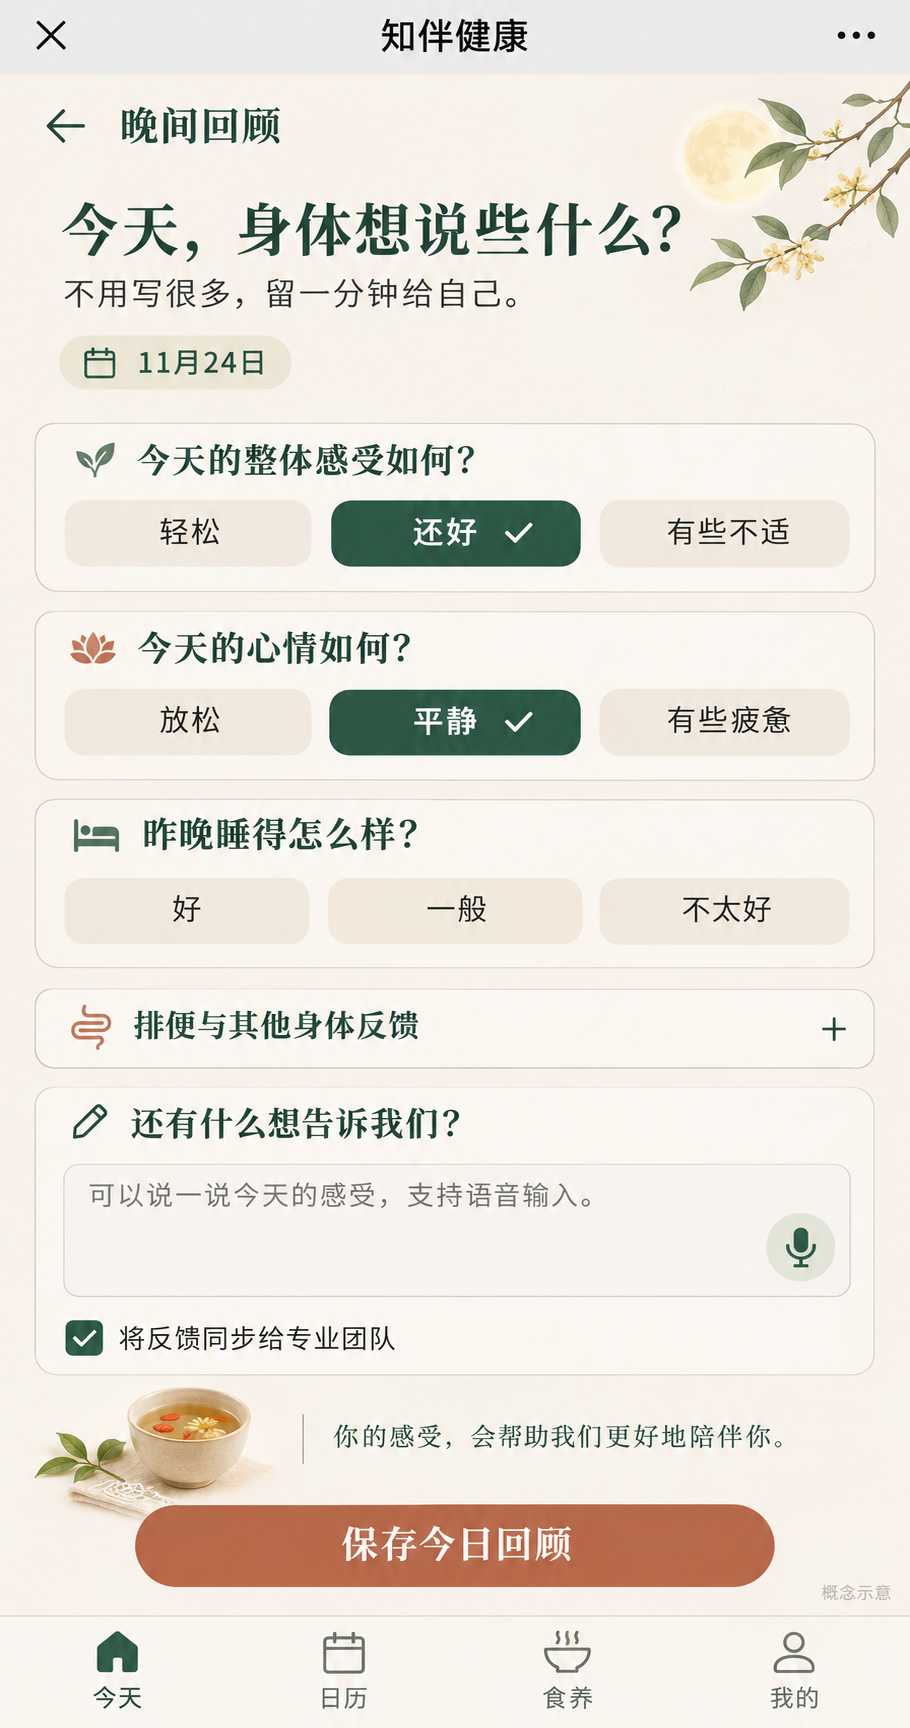 知伴健康
晚间回顾
今天，身体想说些什么？
不用写很多，留一分钟给自己。
11月24日
今天的整体感受如何？
轻松
还好
有些不适
今天的心情如何？
放松
平静
有些疲惫
昨晚睡得怎么样？
好
一般
不太好
排便与其他身体反馈
还有什么想告诉我们？
可以说一说今天的感受，支持语音输入。
将反馈同步给专业团队
你的感受，会帮助我们更好地陪伴你。
保存今日回顾
概念示意
今天
日历
食养
我的